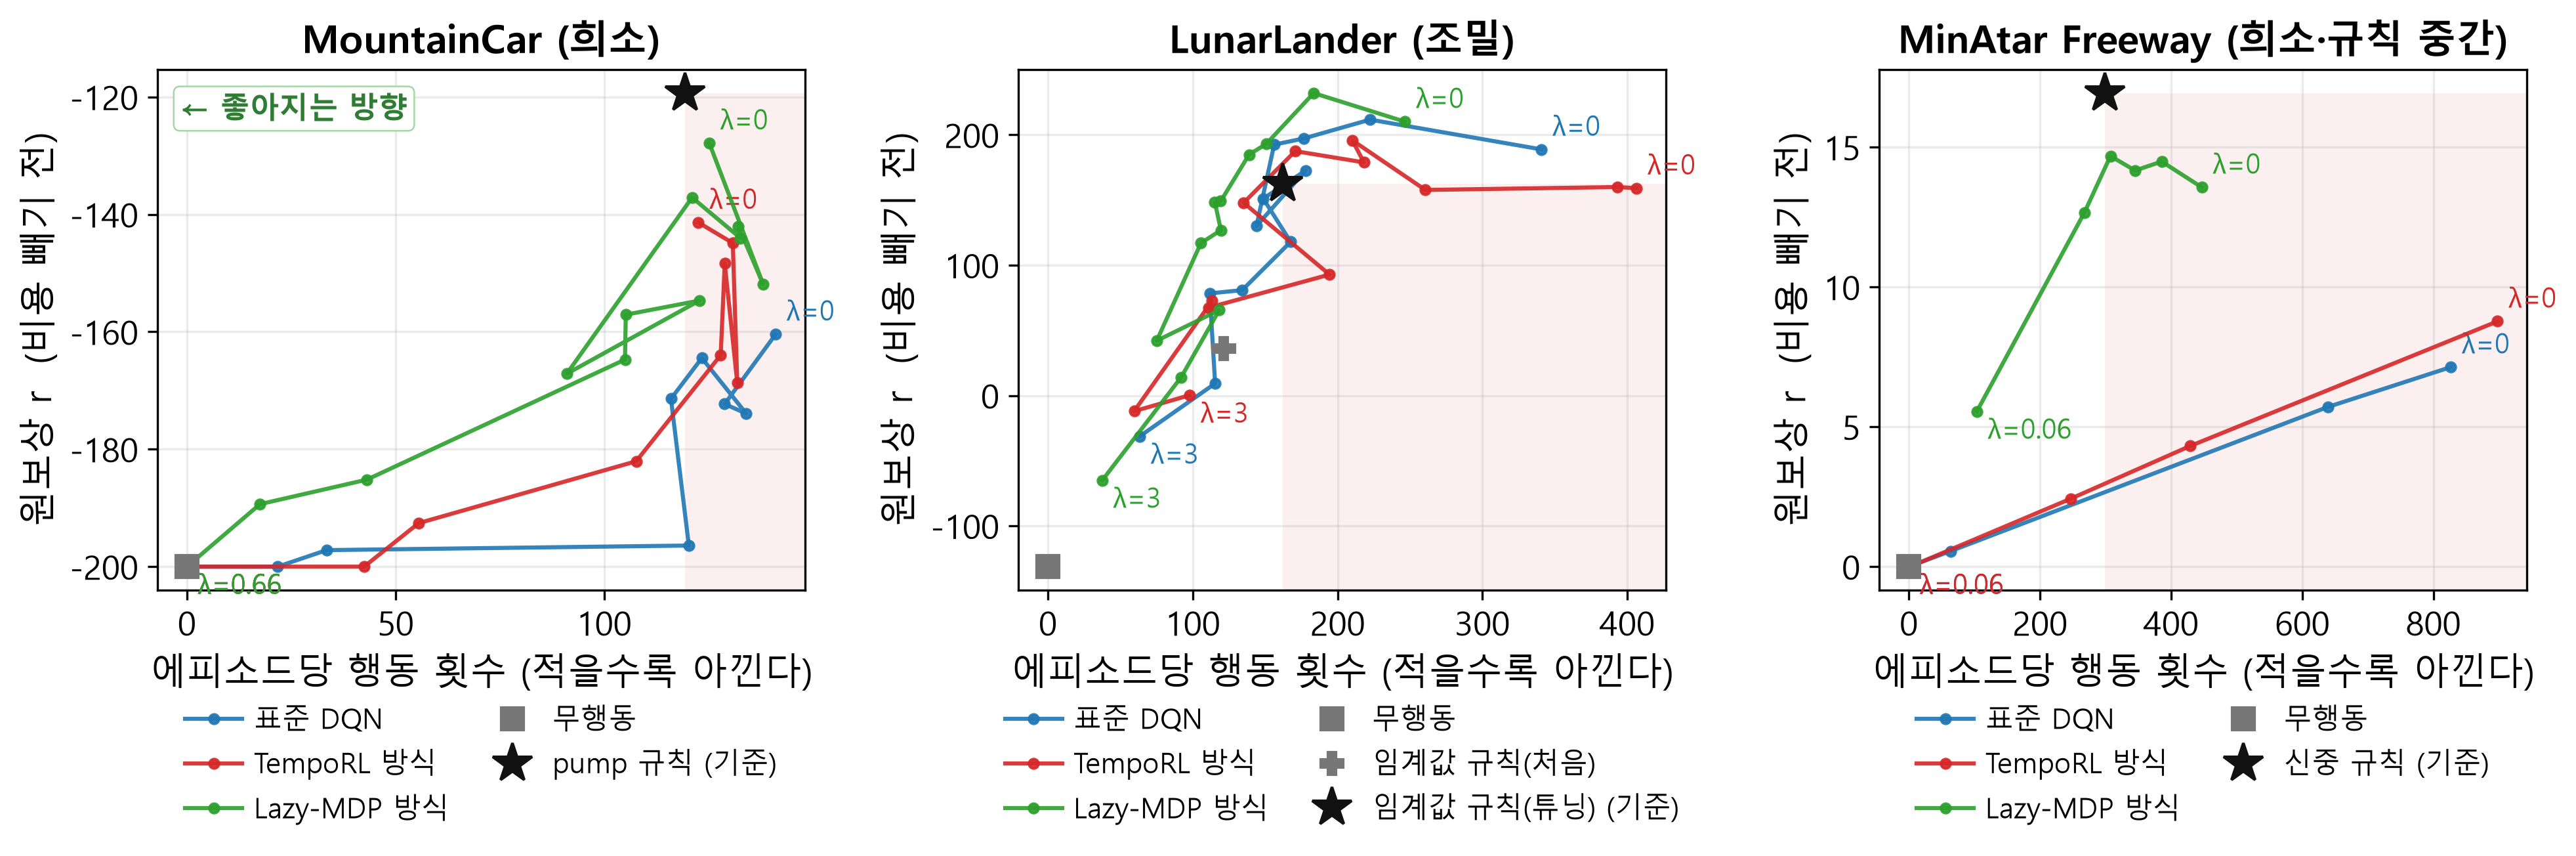 MountainCar (희소)
← 좋아지는 방향
λ=0
λ=0
λ=0
λ=0.66
-120
-140
-160
-180
-200
원보상 r (비용 빼기 전)
0 50 100
에피소드당 행동 횟수 (적을수록 아낀다)
표준 DQN
TempoRL 방식
Lazy-MDP 방식
무행동
pump 규칙 (기준)
LunarLander (조밀)
λ=0
λ=0
λ=0
λ=3
λ=3
λ=3
200
100
0
-100
원보상 r (비용 빼기 전)
0 100 200 300 400
에피소드당 행동 횟수 (적을수록 아낀다)
표준 DQN
TempoRL 방식
Lazy-MDP 방식
무행동
임계값 규칙(처음)
임계값 규칙(튜닝) (기준)
MinAtar Freeway (희소·규칙 중간)
λ=0
λ=0
λ=0
λ=0.06
λ=0.06
15
10
5
0
원보상 r (비용 빼기 전)
0 200 400 600 800
에피소드당 행동 횟수 (적을수록 아낀다)
표준 DQN
TempoRL 방식
Lazy-MDP 방식
무행동
신중 규칙 (기준)